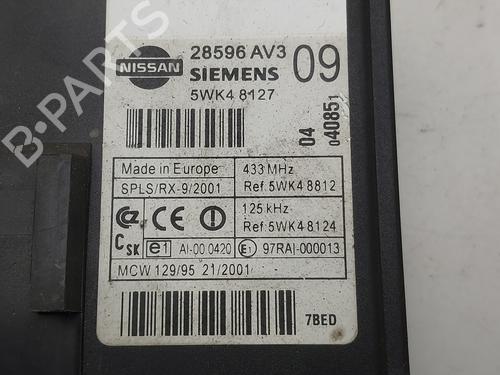 B-PARTS
NISSAN
28596 AV3
SIEMENS
5WK4 8127
09
04
040851
Made in Europe
433 MHz
SPLS/RX-9/2001
Ref.5WK4 8812
CE
125 kHz
Ref.5WK4 8124
CSK
e1 AI-00 0420
E1 97RAI-000013
MCW 129/95 21/2001
7BED